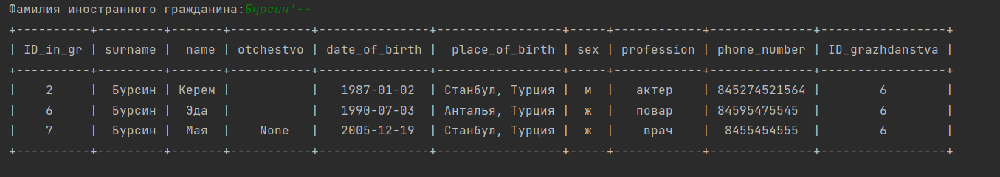 Фамилия иностранного гражданина:Бурсин'--
+----------+---------+-------+-----------+---------------+-----------------+-----+------------+--------------+-----------------+
| ID_in_gr | surname |  name | otchestvo | date_of_birth |  place_of_birth | sex | profession | phone_number | ID_grazhdanstva |
+----------+---------+-------+-----------+---------------+-----------------+-----+------------+--------------+-----------------+
|    2     |  Бурсин | Керем |           |   1987-01-02  | Станбул, Турция |  м  |   актер    | 845274521564 |        6        |
|    6     |  Бурсин |  Эда  |           |   1990-07-03  | Анталья, Турция |  ж  |   повар    | 84595475545  |        6        |
|    7     |  Бурсин |  Мая  |    None   |   2005-12-19  | Станбул, Турция |  ж  |    врач    |  8455454555  |        6        |
+----------+---------+-------+-----------+---------------+-----------------+-----+------------+--------------+-----------------+